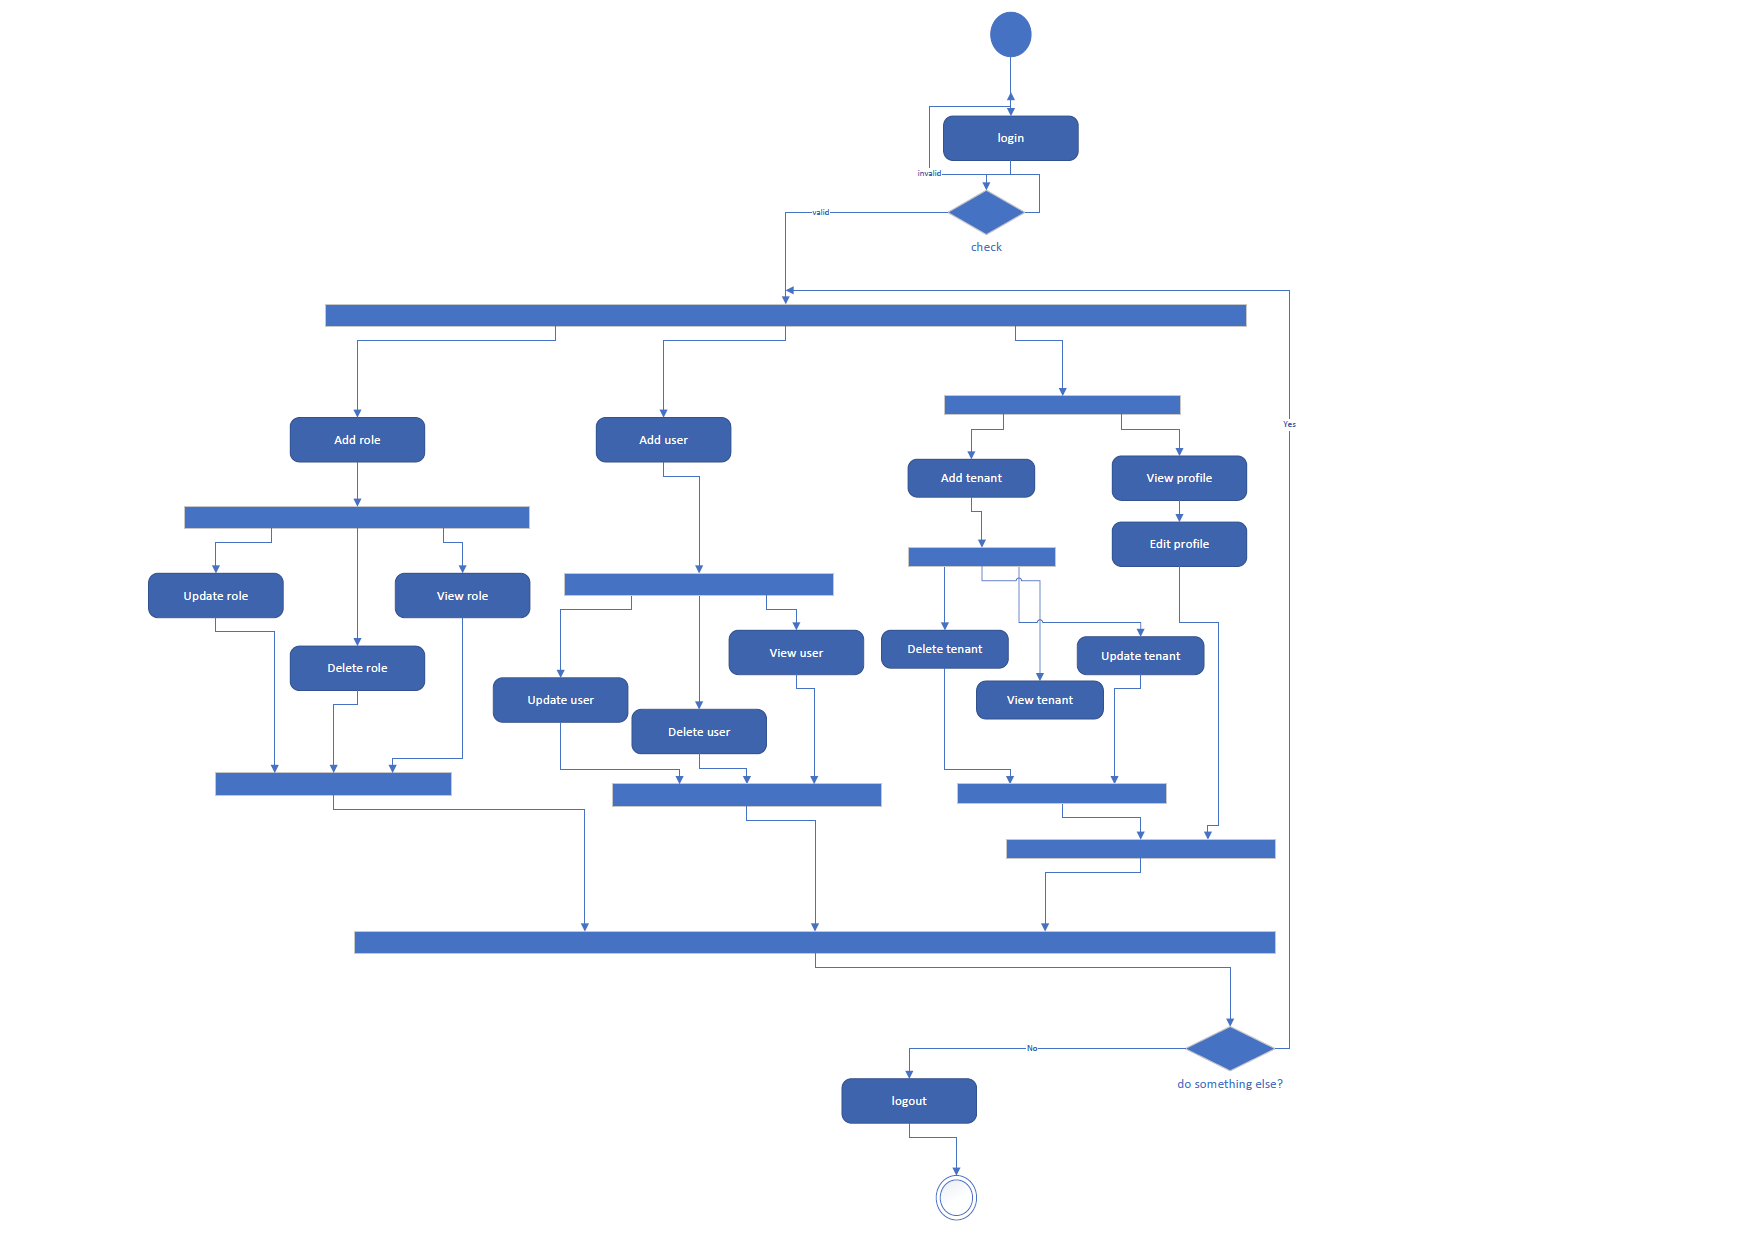 login
invalid
valid
check
Yes
Add role
Add user
Add tenant
View profile
Edit profile
Update role
View role
Delete role
View user
Delete tenant
Update tenant
Update user
View tenant
Delete user
No
do something else?
logout